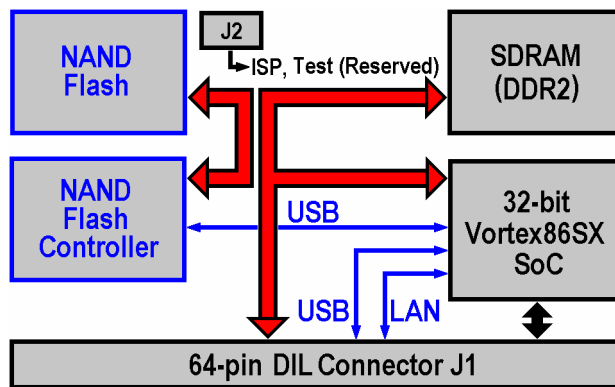 NAND
Flash
J2
ISP, Test (Reserved)
SDRAM
(DDR2)
NAND
Flash
Controller
USB
32-bit
Vortex86SX
SoC
USB
LAN
64-pin DIL Connector J1